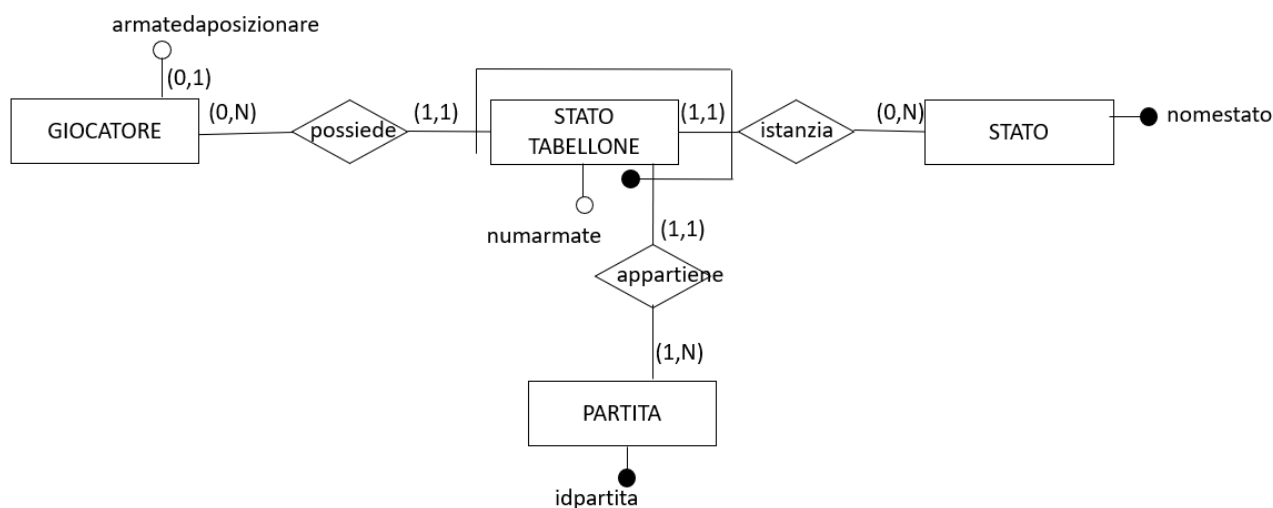 armatedaposizionare
(0,1)
(0,N)
(1,1)
(1,1)
(0,N)
GIOCATORE
possiede
STATO
TABELLONE
istanzia
STATO
nomestato
numarmate
(1,1)
appartiene
(1,N)
PARTITA
idpartita